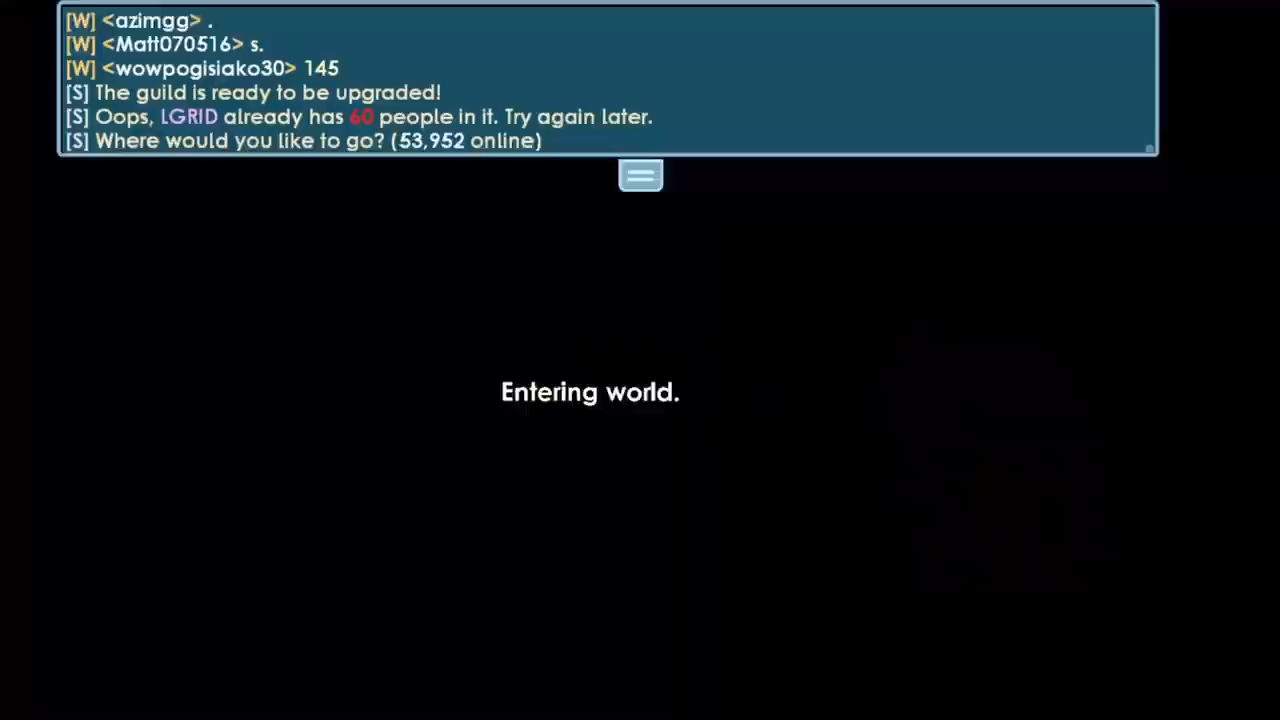 [W] <azimgg> .
[W] <Matt070516> s.
[W] <wowpogisiako30> 145
[S] The guild is ready to be upgraded!
[S] Oops, LGRID already has 60 people in it. Try again later.
[S] Where would you like to go? (53,952 online)
Entering world.